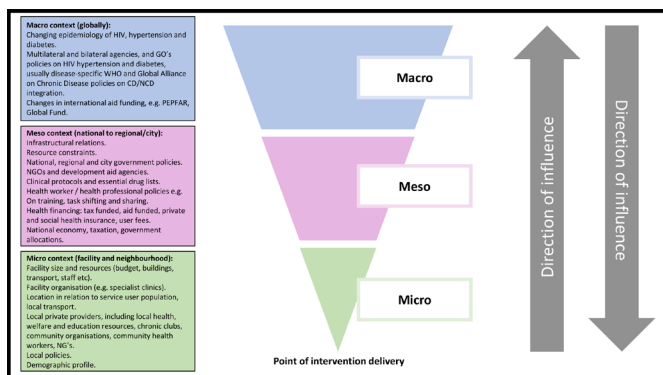 Macro context (globally):
Changing epidemiology of HIV, hypertension and
diabetes.
Multilateral and bilateral agencies, and GO's
policies on HIV hypertension and diabetes,
usually disease-specific WHO and Global Alliance
on Chronic Disease policies on CD/NCD
integration.
Changes in international aid funding, e.g. PEPFAR,
Global Fund.
Meso context (national to regional/city):
Infrastructural relations.
Resource constraints.
National, regional and city government policies.
NGOs and development aid agencies.
Clinical protocols and essential drug lists.
Health worker / health professional policies e.g.
On training, task shifting and sharing.
Health financing: tax funded, aid funded, private
and social health insurance, user fees.
National economy, taxation, government
allocations.
Micro context (facility and neighbourhood):
Facility size and resources (budget, buildings,
transport, staff etc).
Facility organisation (e.g. specialist clinics).
Location in relation to service user population,
local transport.
Local private providers, including local health,
welfare and education resources, chronic clubs,
community organisations, community health
workers, NG's.
Local policies.
Demographic profile.
Macro
Meso
Micro
Point of intervention delivery
Direction of influence
Direction of influence